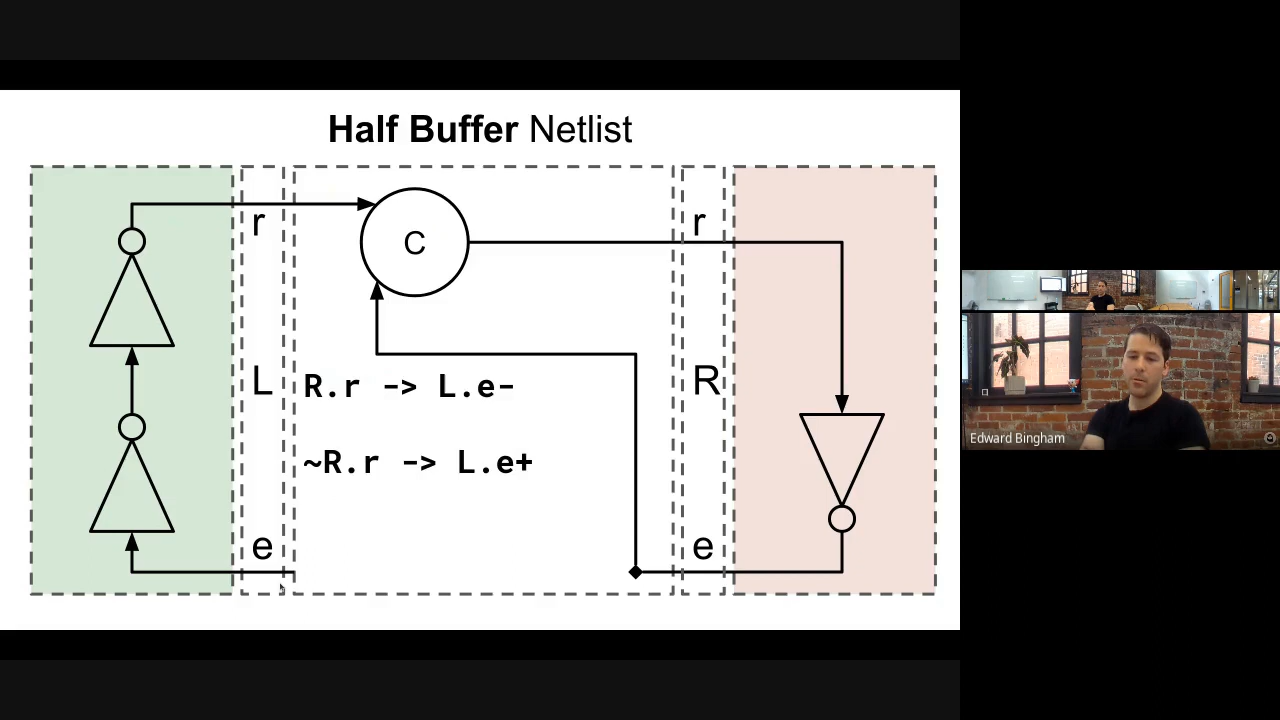 Half Buffer Netlist
r
C
r
L
R.r -> L.e-
R
~R.r -> L.e+
e
e
Edward Bingham